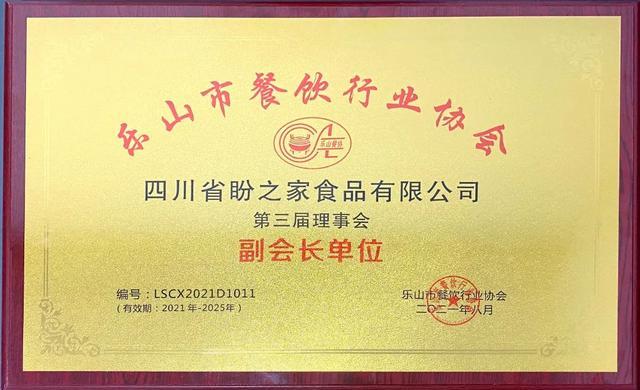 乐山市餐饮行业协会
乐山餐协
四川省盼之家食品有限公司
第三届理事会
副会长单位
编号：LSCX2021D1011
（有效期：2021年-2025年）
乐山市餐饮行业协会
二〇二一年八月